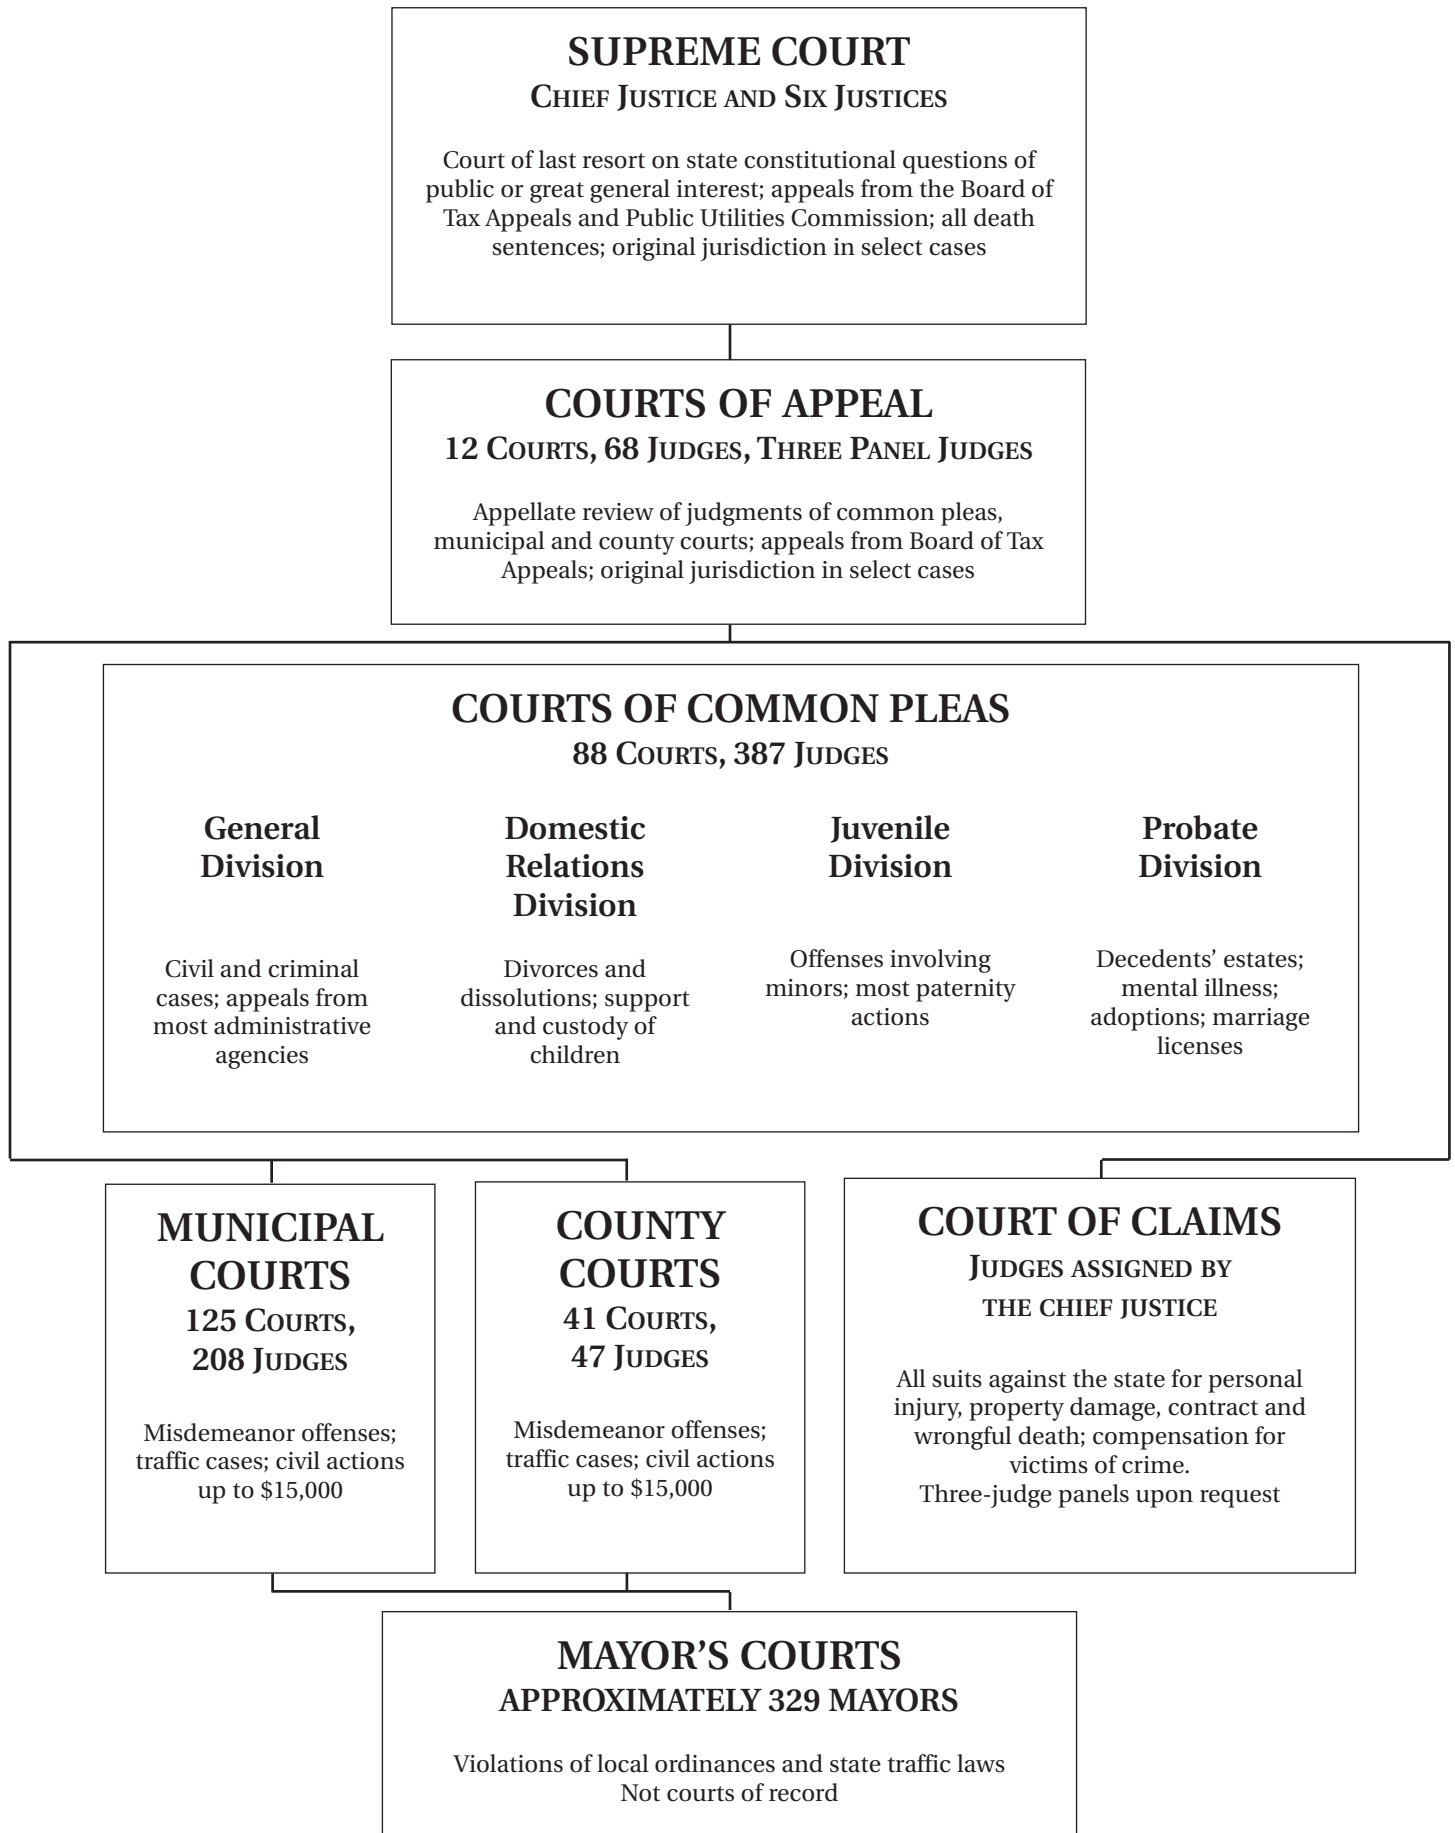 SUPREME COURT
CHIEF JUSTICE AND SIX JUSTICES
Court of last resort on state constitutional questions of
public or great general interest; appeals from the Board of
Tax Appeals and Public Utilities Commission; all death
sentences; original jurisdiction in select cases
COURTS OF APPEAL
12 COURTS, 68 JUDGES, THREE PANEL JUDGES
Appellate review of judgments of common pleas,
municipal and county courts; appeals from Board of Tax
Appeals; original jurisdiction in select cases
COURTS OF COMMON PLEAS
88 COURTS, 387 JUDGES
General
Division
Civil and criminal
cases; appeals from
most administrative
agencies
Domestic
Relations
Division
Divorces and
dissolutions; support
and custody of
children
Juvenile
Division
Offenses involving
minors; most paternity
actions
Probate
Division
Decedents’ estates;
mental illness;
adoptions; marriage
licenses
MUNICIPAL
COURTS
125 COURTS,
208 JUDGES
Misdemeanor offenses;
traffic cases; civil actions
up to $15,000
COUNTY
COURTS
41 COURTS,
47 JUDGES
Misdemeanor offenses;
traffic cases; civil actions
up to $15,000
COURT OF CLAIMS
JUDGES ASSIGNED BY
THE CHIEF JUSTICE
All suits against the state for personal
injury, property damage, contract and
wrongful death; compensation for
victims of crime.
Three-judge panels upon request
MAYOR’S COURTS
APPROXIMATELY 329 MAYORS
Violations of local ordinances and state traffic laws
Not courts of record